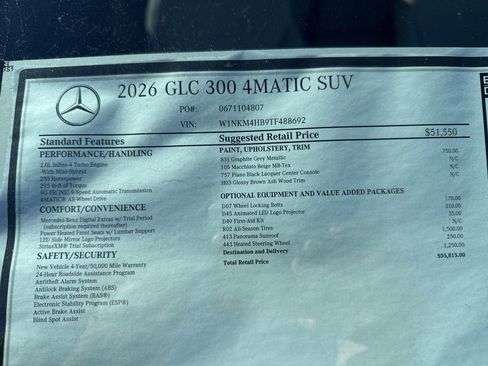 2026 GLC 300 4MATIC SUV
PO#: 0671104807
VIN: W1NKM4HB9TF488692
Standard Features
PERFORMANCE/HANDLING
2.0L Inline-4 Turbo Engine
-With Mild-Hybrid
255 Horsepower
295 lb-ft of Torque
9G-TRONIC 9-Speed Automatic Transmission
4MATIC® All-Wheel Drive
COMFORT/CONVENIENCE
Mercedes-Benz Digital Extras w/ Trial Period
(subscription required thereafter)
Power Heated Front Seats w/ Lumbar Support
LED Side Mirror Logo Projectors
SiriusXM® Trial Subscription
SAFETY/SECURITY
New Vehicle 4-Year/50,000 Mile Warranty
24-Hour Roadside Assistance Program
Antitheft Alarm System
Antilock Braking System (ABS)
Brake Assist System (BAS®)
Electronic Stability Program (ESP®)
Active Brake Assist
Blind Spot Assist
Suggested Retail Price $51,550
PAINT, UPHOLSTERY, TRIM
831 Graphite Grey Metallic 750.00
105 Macchiato Beige MB-Tex N/C
757 Piano Black Lacquer Center Console N/C
H03 Glossy Brown Ash Wood Trim N/C
OPTIONAL EQUIPMENT AND VALUE ADDED PACKAGES
D07 Wheel Locking Bolts 170.00
D45 Animated LED Logo Projector 310.00
D49 First-Aid Kit 35.00
R02 All-Season Tires N/C
413 Panorama Sunroof 1,500.00
443 Heated Steering Wheel 250.00
Destination and Delivery 1,250.00
Total Retail Price $55,815.00